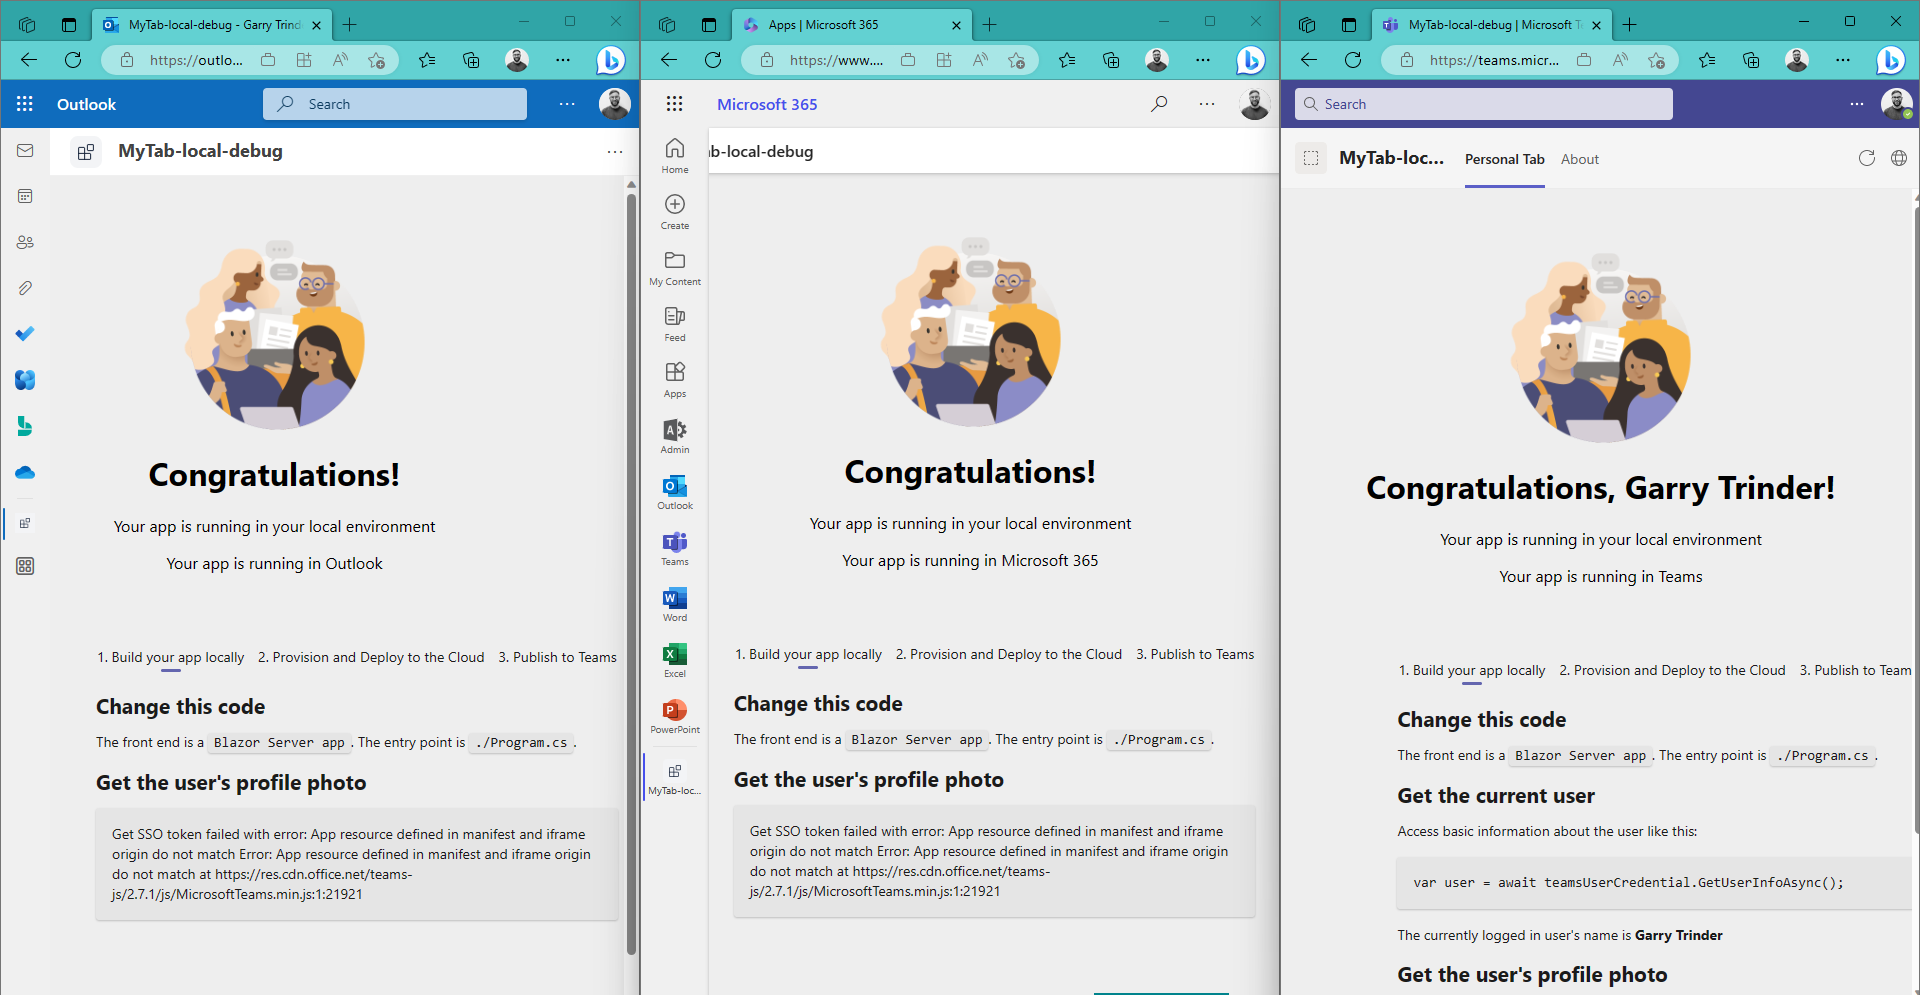 MyTab-local-debug - Garry Trind
https://outlo...
Outlook
Search
MyTab-local-debug
Congratulations!
Your app is running in your local environment
Your app is running in Outlook
1. Build your app locally 2. Provision and Deploy to the Cloud 3. Publish to Teams
Change this code
The front end is a Blazor Server app. The entry point is ./Program.cs.
Get the user's profile photo
Get SSO token failed with error: App resource defined in manifest and iframe
origin do not match Error: App resource defined in manifest and iframe origin
do not match at https://res.cdn.office.net/teams-
js/2.7.1/js/MicrosoftTeams.min.js:1:21921
Apps | Microsoft 365
https://www....
Microsoft 365
Home
Create
My Content
Feed
Apps
Admin
Outlook
Teams
Word
Excel
PowerPoint
MyTab-loc...
b-local-debug
Congratulations!
Your app is running in your local environment
Your app is running in Microsoft 365
1. Build your app locally 2. Provision and Deploy to the Cloud 3. Publish to Teams
Change this code
The front end is a Blazor Server app. The entry point is ./Program.cs.
Get the user's profile photo
Get SSO token failed with error: App resource defined in manifest and iframe
origin do not match Error: App resource defined in manifest and iframe origin
do not match at https://res.cdn.office.net/teams-
js/2.7.1/js/MicrosoftTeams.min.js:1:21921
MyTab-local-debug | Microsoft T
https://teams.micr...
Search
MyTab-loc... Personal Tab About
Congratulations, Garry Trinder!
Your app is running in your local environment
Your app is running in Teams
1. Build your app locally 2. Provision and Deploy to the Cloud 3. Publish to Team
Change this code
The front end is a Blazor Server app. The entry point is ./Program.cs.
Get the current user
Access basic information about the user like this:
var user = await teamsUserCredential.GetUserInfoAsync();
The currently logged in user's name is Garry Trinder
Get the user's profile photo